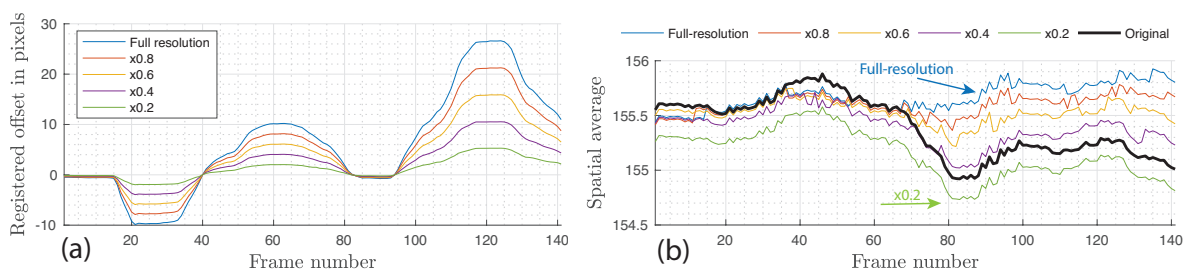 Registered offset in pixels
30
20
10
0
-10
Full resolution
x0.8
x0.6
x0.4
x0.2
(a)
20
40
60
80
100
120
140
Frame number
Full-resolution
x0.8
x0.6
x0.4
x0.2
Original
Spatial average
156
155.5
155
154.5
Full-resolution
x0.2
(b)
20
40
60
80
100
120
140
Frame number